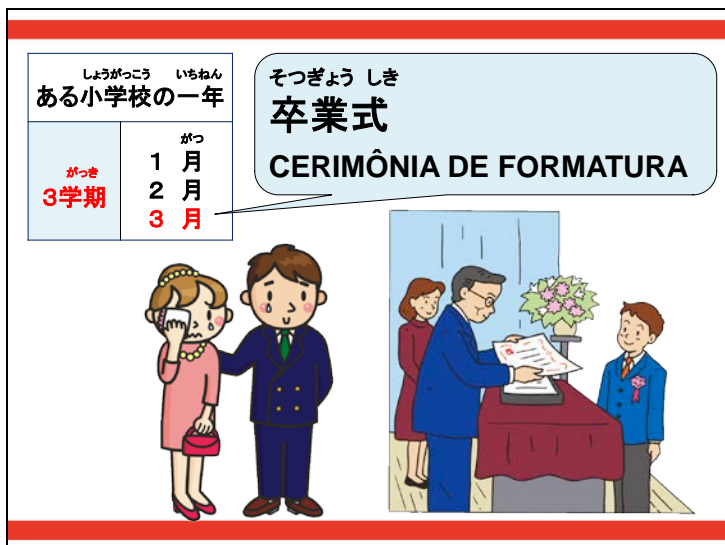 しょうがっこう いちねん
ある小学校の一年
がっき
3学期
がつ
1 月
2 月
3 月
そつぎょう しき
卒業式
CERIMÔNIA DE FORMATURA